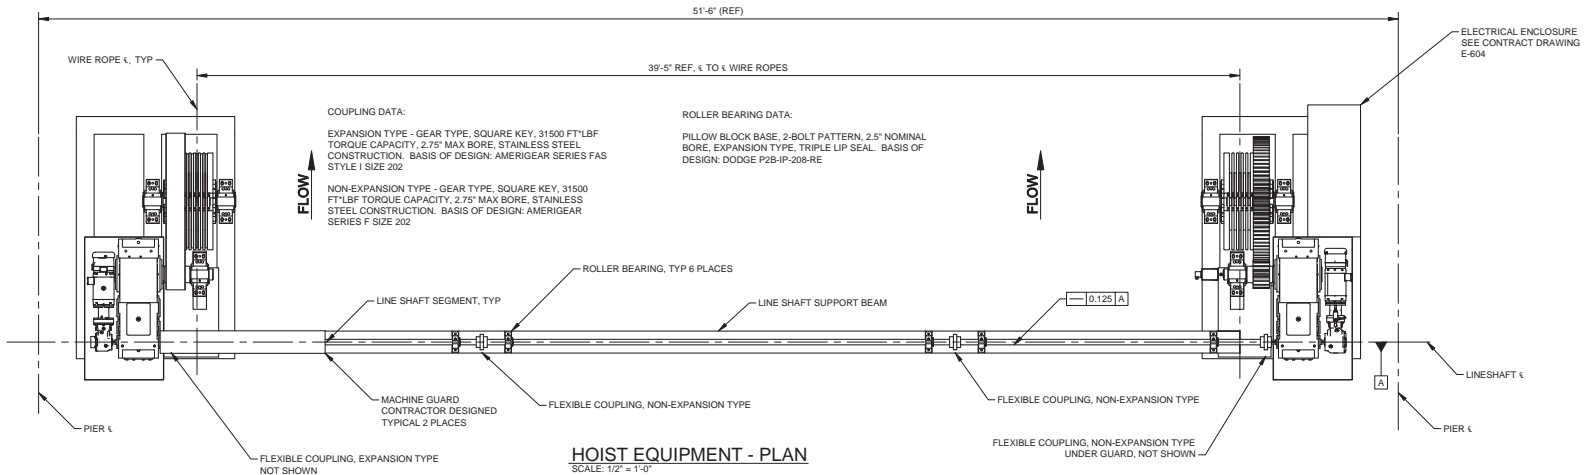 51'-6" (REF)
WIRE ROPE ℄, TYP
39'-5" REF, ℄ TO ℄ WIRE ROPES
ELECTRICAL ENCLOSURE
SEE CONTRACT DRAWING
E-604
COUPLING DATA:
EXPANSION TYPE - GEAR TYPE, SQUARE KEY, 31500 FT*LBF
TORQUE CAPACITY, 2.75" MAX BORE, STAINLESS STEEL
CONSTRUCTION. BASIS OF DESIGN: AMERIGEAR SERIES FAS
STYLE I SIZE 202
NON-EXPANSION TYPE - GEAR TYPE, SQUARE KEY, 31500
FT*LBF TORQUE CAPACITY, 2.75" MAX BORE, STAINLESS
STEEL CONSTRUCTION. BASIS OF DESIGN: AMERIGEAR
SERIES F SIZE 202
ROLLER BEARING DATA:
PILLOW BLOCK BASE, 2-BOLT PATTERN, 2.5" NOMINAL
BORE, EXPANSION TYPE, TRIPLE LIP SEAL. BASIS OF
DESIGN: DODGE P2B-IP-208-RE
FLOW
FLOW
ROLLER BEARING, TYP 6 PLACES
LINE SHAFT SEGMENT, TYP
LINE SHAFT SUPPORT BEAM
0.125 A
A
LINESHAFT ℄
MACHINE GUARD
CONTRACTOR DESIGNED
TYPICAL 2 PLACES
FLEXIBLE COUPLING, NON-EXPANSION TYPE
FLEXIBLE COUPLING, NON-EXPANSION TYPE
PIER ℄
PIER ℄
FLEXIBLE COUPLING, EXPANSION TYPE
NOT SHOWN
FLEXIBLE COUPLING, NON-EXPANSION TYPE
UNDER GUARD, NOT SHOWN
HOIST EQUIPMENT - PLAN
SCALE: 1/2" = 1'-0"